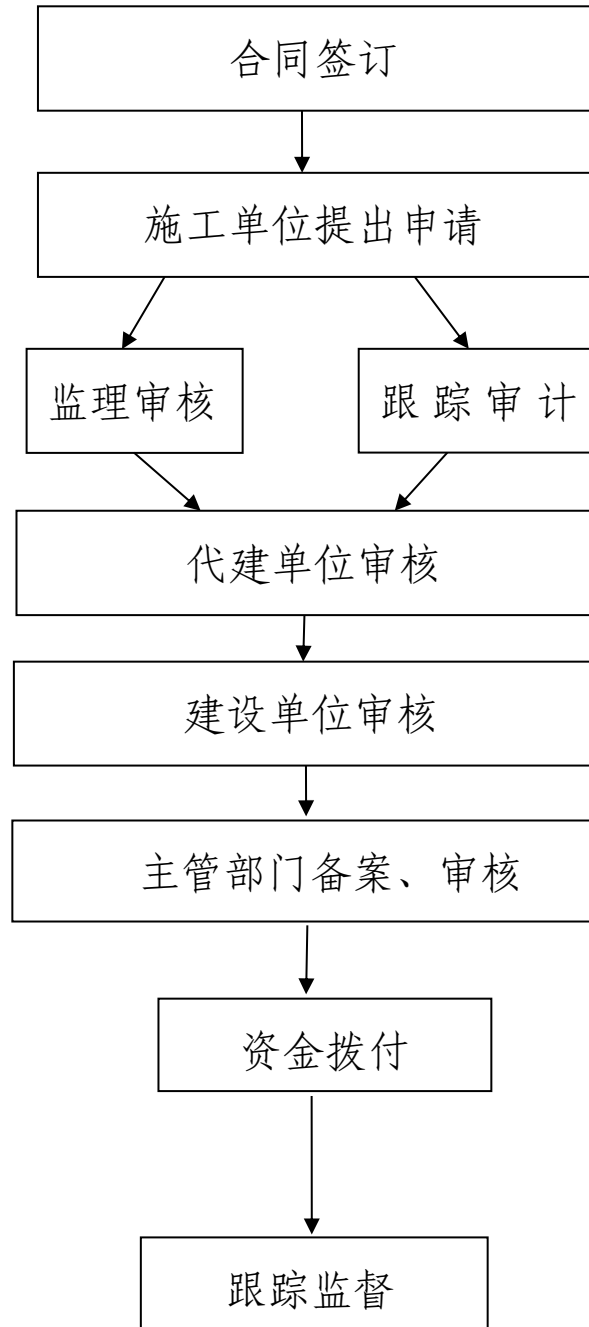 合同签订
施工单位提出申请
监理审核
跟踪审计
代建单位审核
建设单位审核
主管部门备案、审核
资金拨付
跟踪监督